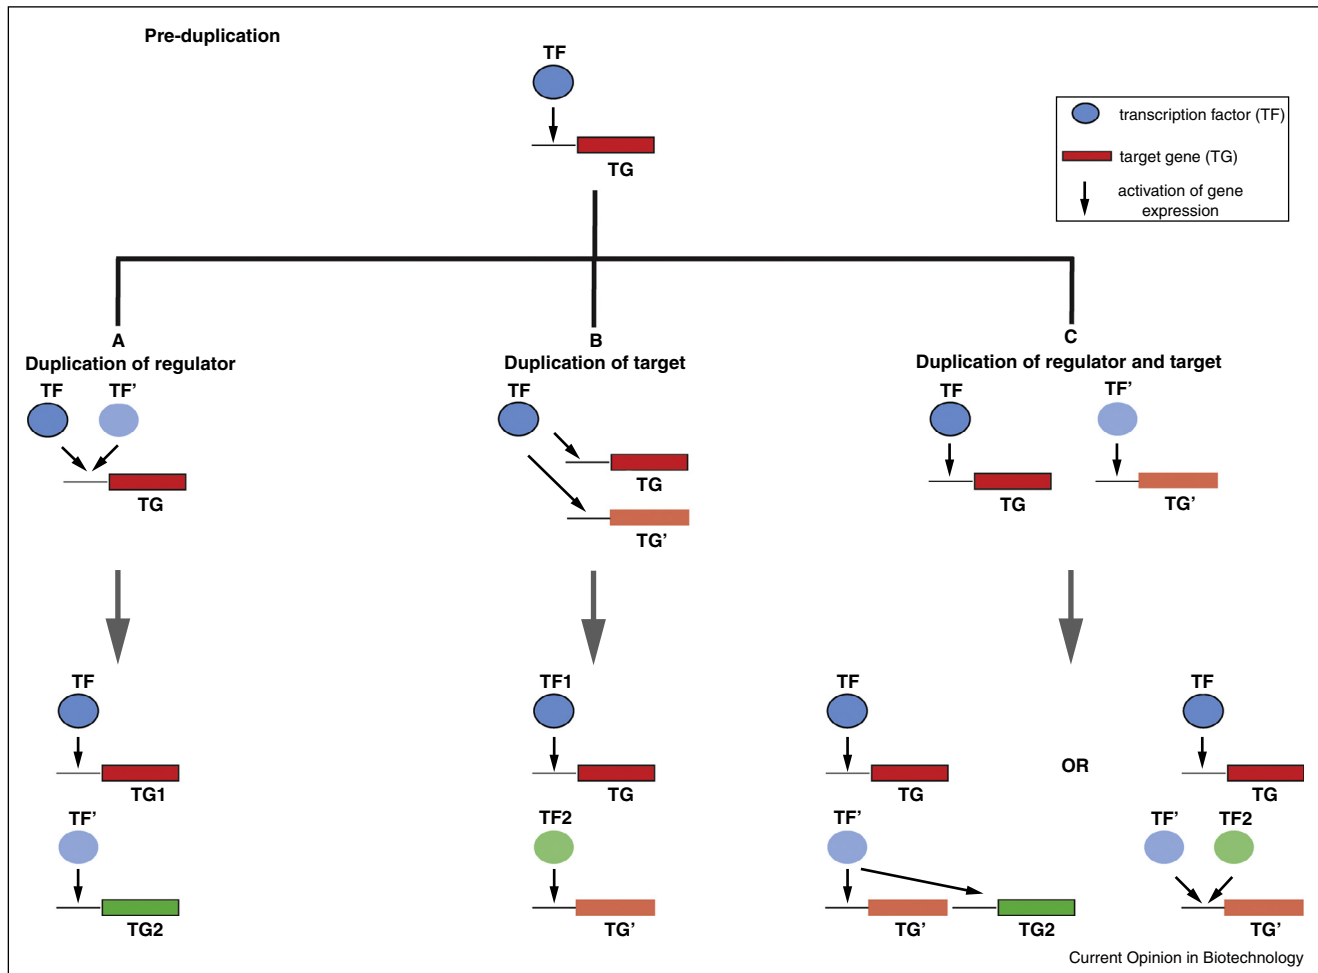 Pre-duplication
TF
TG
transcription factor (TF)
target gene (TG)
activation of gene
expression
A
Duplication of regulator
TF TF’
TG
B
Duplication of target
TF
TG
TG’
C
Duplication of regulator and target
TF TF’
TG TG’
TF
TG1
TF’
TG2
TF1
TG
TF2
TG’
TF
TG
TF’
TG’ TG2
OR
TF
TG
TF’ TF2
TG’
Current Opinion in Biotechnology